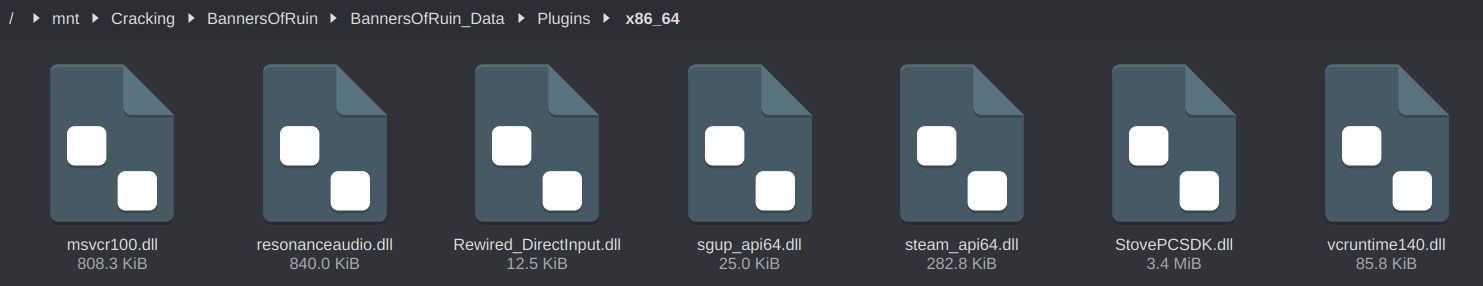 / mnt Cracking BannersOfRuin BannersOfRuin_Data Plugins x86_64
msvcr100.dll resonanceaudio.dll Rewired_DirectInput.dll sgup_api64.dll steam_api64.dll StovePCSDK.dll vcruntime140.dll
808.3 KiB 840.0 KiB 12.5 KiB 25.0 KiB 282.8 KiB 3.4 MiB 85.8 KiB